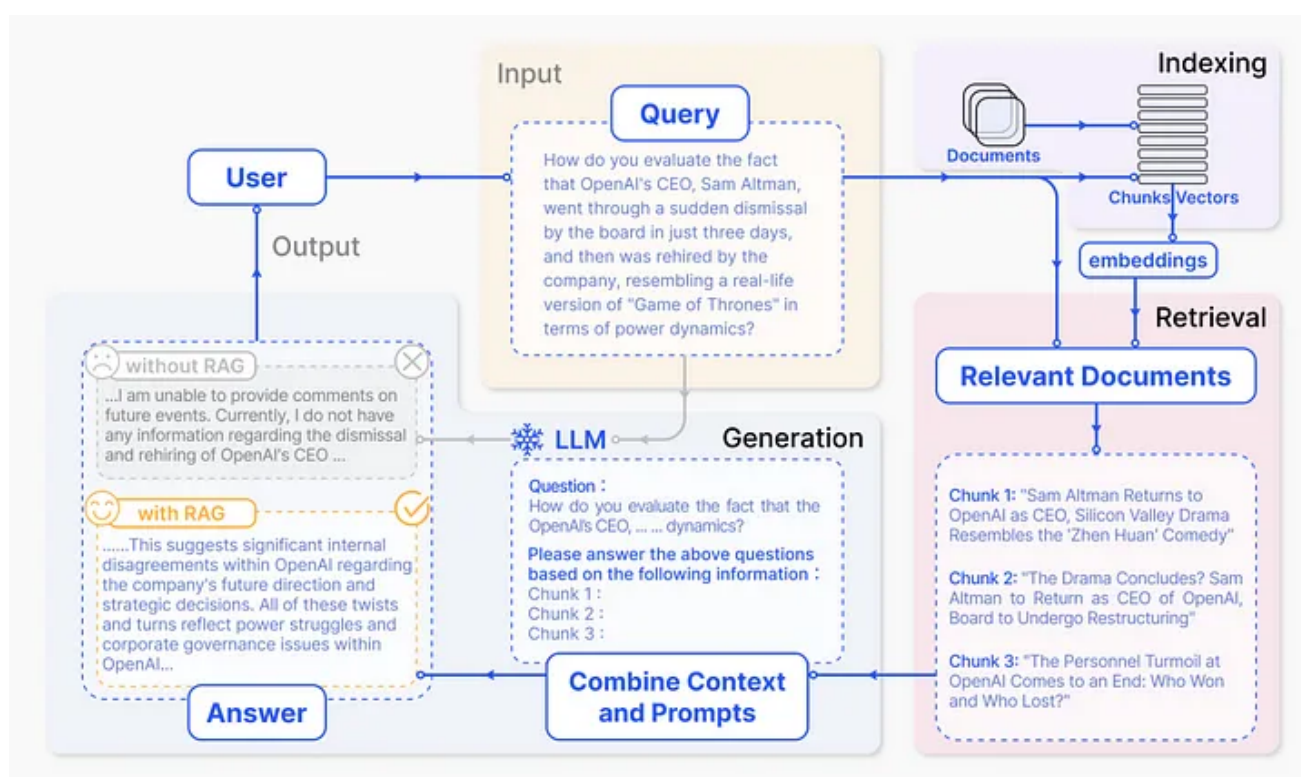 Input
Query
How do you evaluate the fact
that OpenAI's CEO, Sam Altman,
went through a sudden dismissal
by the board in just three days,
and then was rehired by the
company, resembling a real-life
version of "Game of Thrones" in
terms of power dynamics?
Indexing
Documents
Chunks Vectors
embeddings
User
Output
Retrieval
Relevant Documents
Chunk 1: "Sam Altman Returns to
OpenAI as CEO, Silicon Valley Drama
Resembles the 'Zhen Huan' Comedy"
Chunk 2: "The Drama Concludes? Sam
Altman to Return as CEO of OpenAI,
Board to Undergo Restructuring"
Chunk 3: "The Personnel Turmoil at
OpenAI Comes to an End: Who Won
and Who Lost?"
Generation
LLM
Question :
How do you evaluate the fact that the
OpenAI's CEO, ... ... dynamics?
Please answer the above questions
based on the following information :
Chunk 1 :
Chunk 2 :
Chunk 3 :
Combine Context
and Prompts
without RAG
...I am unable to provide comments on
future events. Currently, I do not have
any information regarding the dismissal
and rehiring of OpenAI's CEO ...
with RAG
......This suggests significant internal
disagreements within OpenAI regarding
the company's future direction and
strategic decisions. All of these twists
and turns reflect power struggles and
corporate governance issues within
OpenAI...
Answer